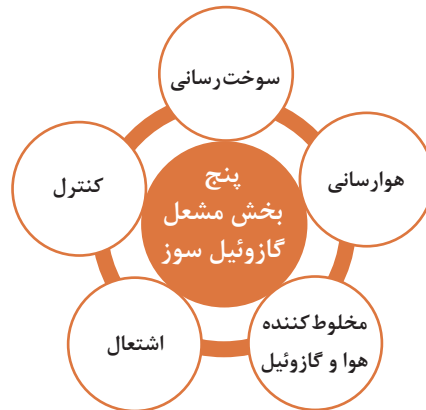 سوخت‌رسانی
هوارسانی
مخلوط‌کننده
هوا و گازوئیل
اشتعال
کنترل
پنج
بخش مشعل
گازوئیل سوز